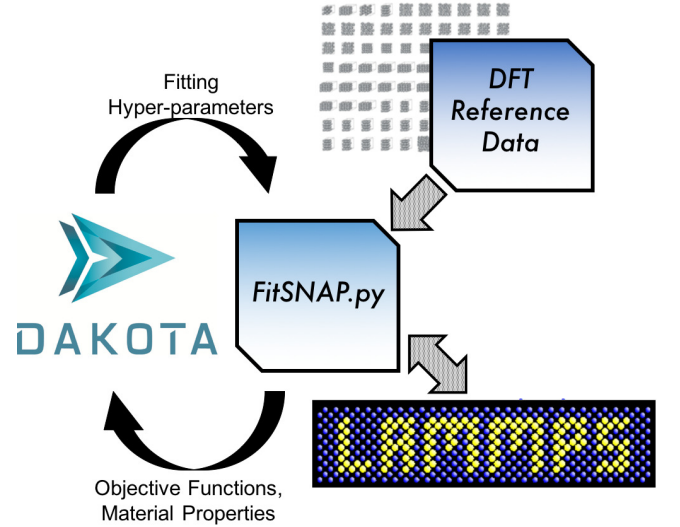 Fitting
Hyper-parameters
DFT
Reference
Data
FitSNAP.py
DAKOTA
LAMMPS
Objective Functions,
Material Properties